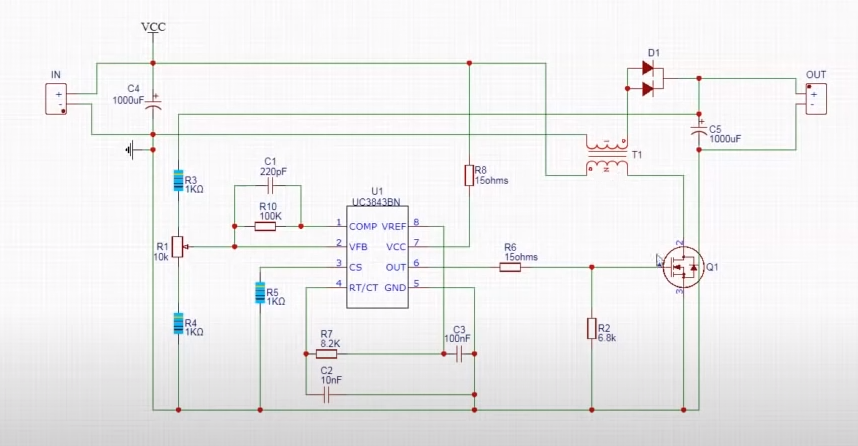 VCC
IN
+
-
C4
1000uF
+
D1
OUT
+
-
+
C5
1000uF
T1
R3
1KΩ
C1
220pF
R10
100K
U1
UC3843BN
R8
15ohms
R1
10k
1 COMP VREF 8
2 VFB VCC 7
3 CS OUT 6
4 RT/CT GND 5
R6
15ohms
2
Q1
3
R5
1KΩ
R4
1KΩ
R7
8.2K
C3
100nF
R2
6.8k
C2
10nF